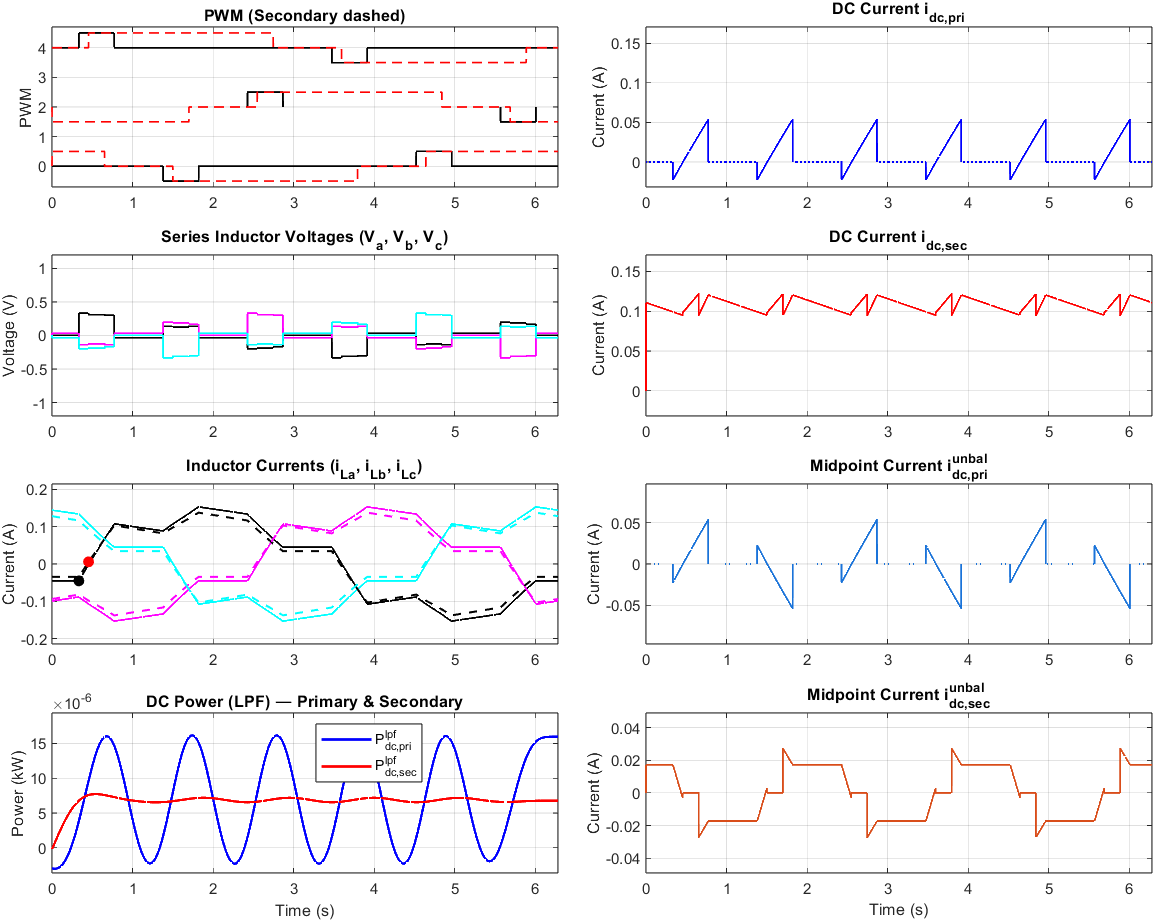 PWM (Secondary dashed)
PWM
4
3
2
1
0
0 1 2 3 4 5 6
DC Current i_dc,pri
Current (A)
0.15
0.1
0.05
0
0 1 2 3 4 5 6
Series Inductor Voltages (V_a, V_b, V_c)
Voltage (V)
1
0.5
0
-0.5
-1
0 1 2 3 4 5 6
DC Current i_dc,sec
Current (A)
0.15
0.1
0.05
0
0 1 2 3 4 5 6
Inductor Currents (i_La, i_Lb, i_Lc)
Current (A)
0.2
0.1
0
-0.1
-0.2
0 1 2 3 4 5 6
Midpoint Current i^unbal_dc,pri
Current (A)
0.05
0
-0.05
0 1 2 3 4 5 6
DC Power (LPF) — Primary & Secondary
×10^-6
Power (kW)
15
10
5
0
P^lpf_dc,pri
P^lpf_dc,sec
0 1 2 3 4 5 6
Time (s)
Midpoint Current i^unbal_dc,sec
Current (A)
0.04
0.02
0
-0.02
-0.04
0 1 2 3 4 5 6
Time (s)